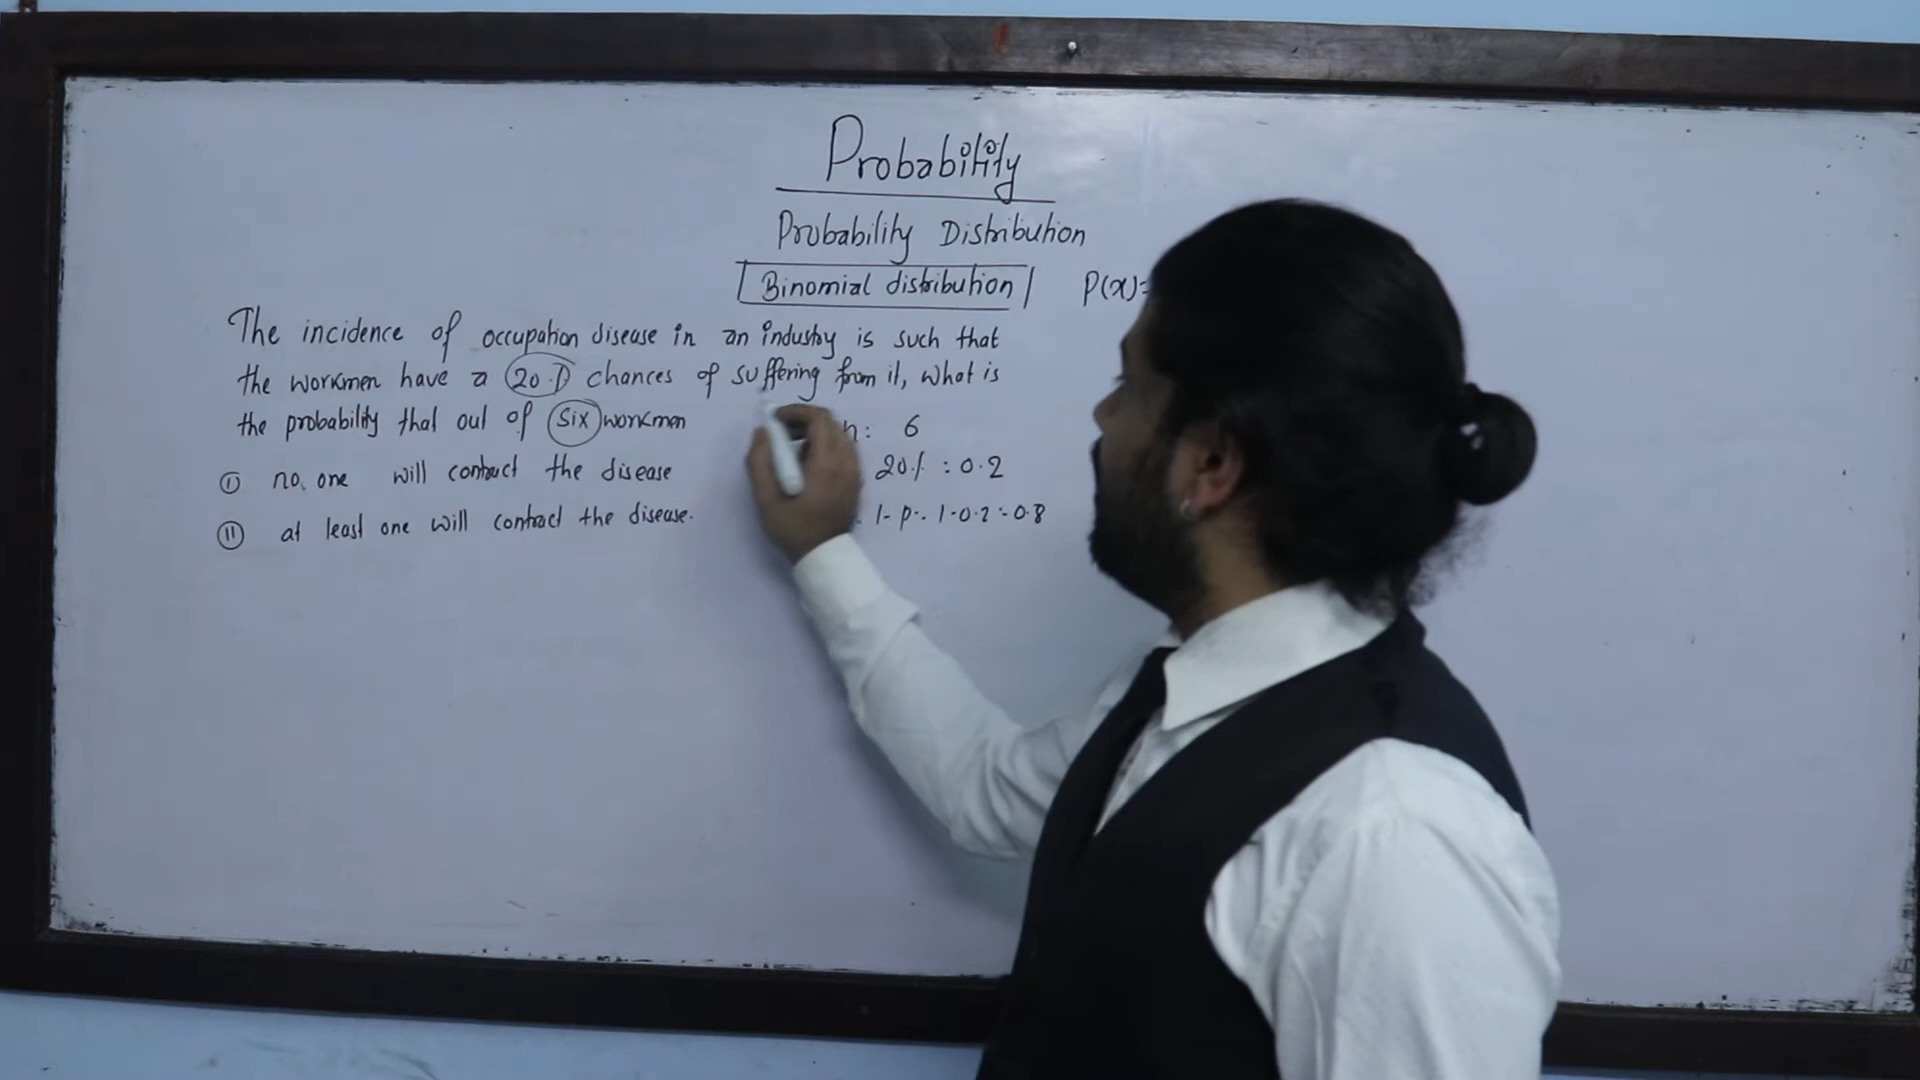 Probability
Probability Distribution
Binomial distribution P(x)=
The incidence of occupation disease in an industry is such that
the workmen have a 20% chances of suffering from it, what is
the probability that out of six workmen
n: 6
(i) no one will contract the disease
20% : 0.2
(ii) at least one will contract the disease.
1-p = 1-0.2 = 0.8